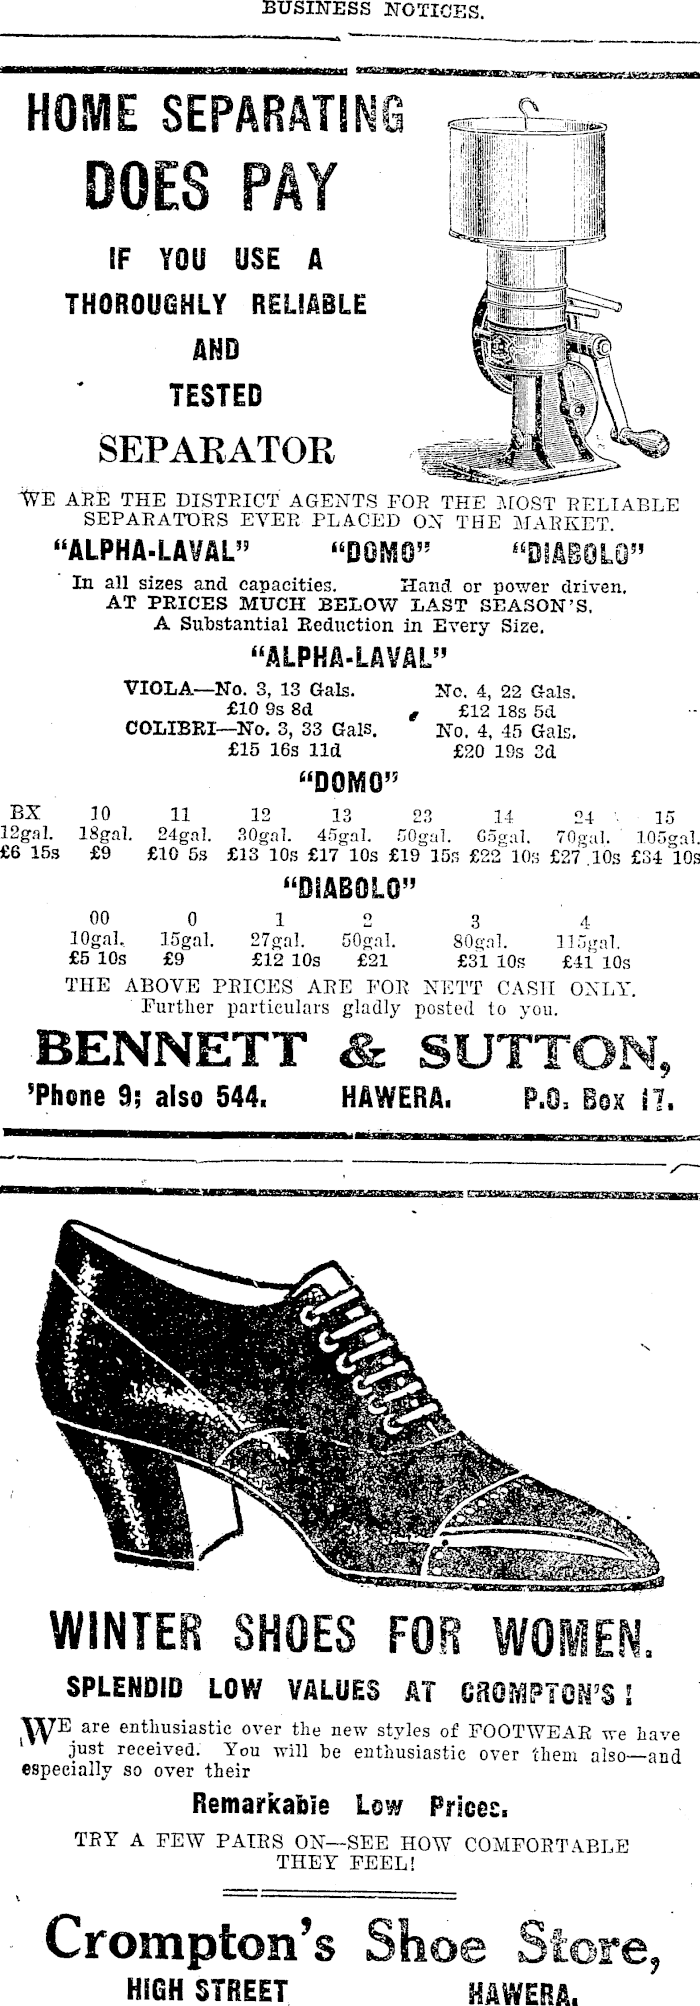 BUSINESS NOTICES.
HOME SEPARATING
DOES PAY
IF YOU USE A
THOROUGHLY RELIABLE
AND
TESTED
SEPARATOR
WE ARE THE DISTRICT AGENTS FOR THE MOST RELIABLE
SEPARATORS EVER PLACED ON THE MARKET.
"ALPHA-LAVAL" "DOMO" "DIABOLO"
In all sizes and capacities. Hand or power driven.
AT PRICES MUCH BELOW LAST SEASON'S.
A Substantial Reduction in Every Size.
"ALPHA-LAVAL"
VIOLA—No. 3, 13 Gals. No. 4, 22 Gals.
£10 9s 8d £12 18s 5d
COLIBRI—No. 3, 33 Gals. No. 4, 45 Gals.
£15 16s 11d £20 19s 3d
"DOMO"
BX 10 11 12 13 23 14 24 15
12gal. 18gal. 24gal. 30gal. 45gal. 50gal. 65gal. 70gal. 105gal.
£6 15s £9 £10 5s £13 10s £17 10s £19 15s £22 10s £27 10s £34 10s
"DIABOLO"
00 0 1 2 3 4
10gal. 15gal. 27gal. 50gal. 80gal. 115gal.
£5 10s £9 £12 10s £21 £31 10s £41 10s
THE ABOVE PRICES ARE FOR NETT CASH ONLY.
Further particulars gladly posted to you.
BENNETT & SUTTON,
'Phone 9; also 544. HAWERA. P.O. Box 17.
WINTER SHOES FOR WOMEN.
SPLENDID LOW VALUES AT CROMPTON'S!
WE are enthusiastic over the new styles of FOOTWEAR we have
just received. You will be enthusiastic over them also—and
especially so over their
Remarkable Low Prices.
TRY A FEW PAIRS ON—SEE HOW COMFORTABLE
THEY FEEL!
Crompton's Shoe Store,
HIGH STREET HAWERA.